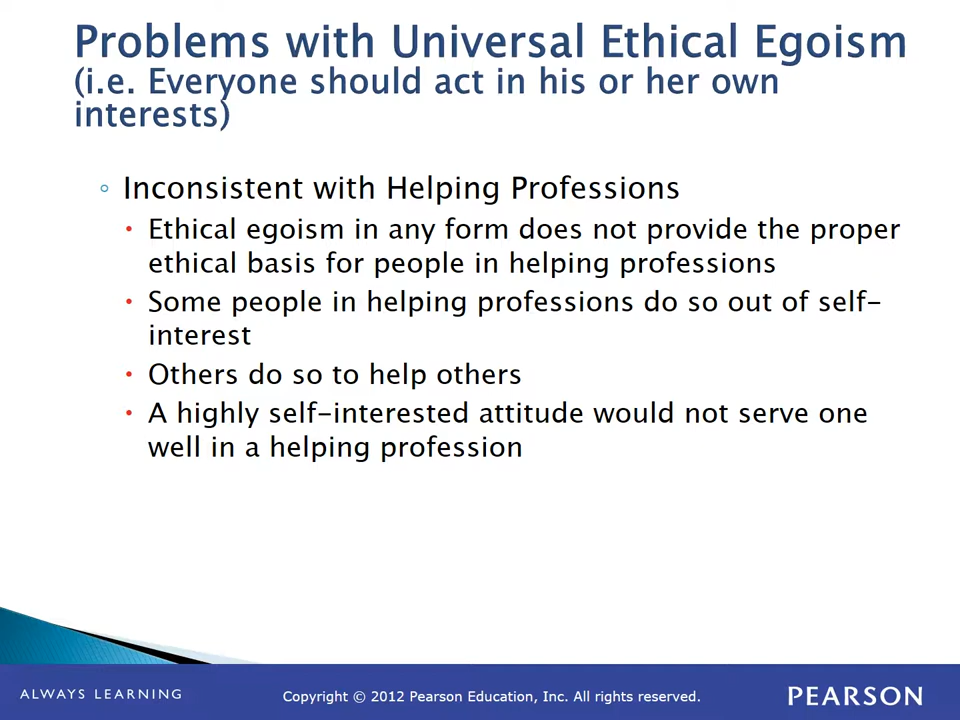 Problems with Universal Ethical Egoism
(i.e. Everyone should act in his or her own
interests)
◦ Inconsistent with Helping Professions
• Ethical egoism in any form does not provide the proper
ethical basis for people in helping professions
• Some people in helping professions do so out of self-
interest
• Others do so to help others
• A highly self-interested attitude would not serve one
well in a helping profession
ALWAYS LEARNING
Copyright © 2012 Pearson Education, Inc. All rights reserved.
PEARSON